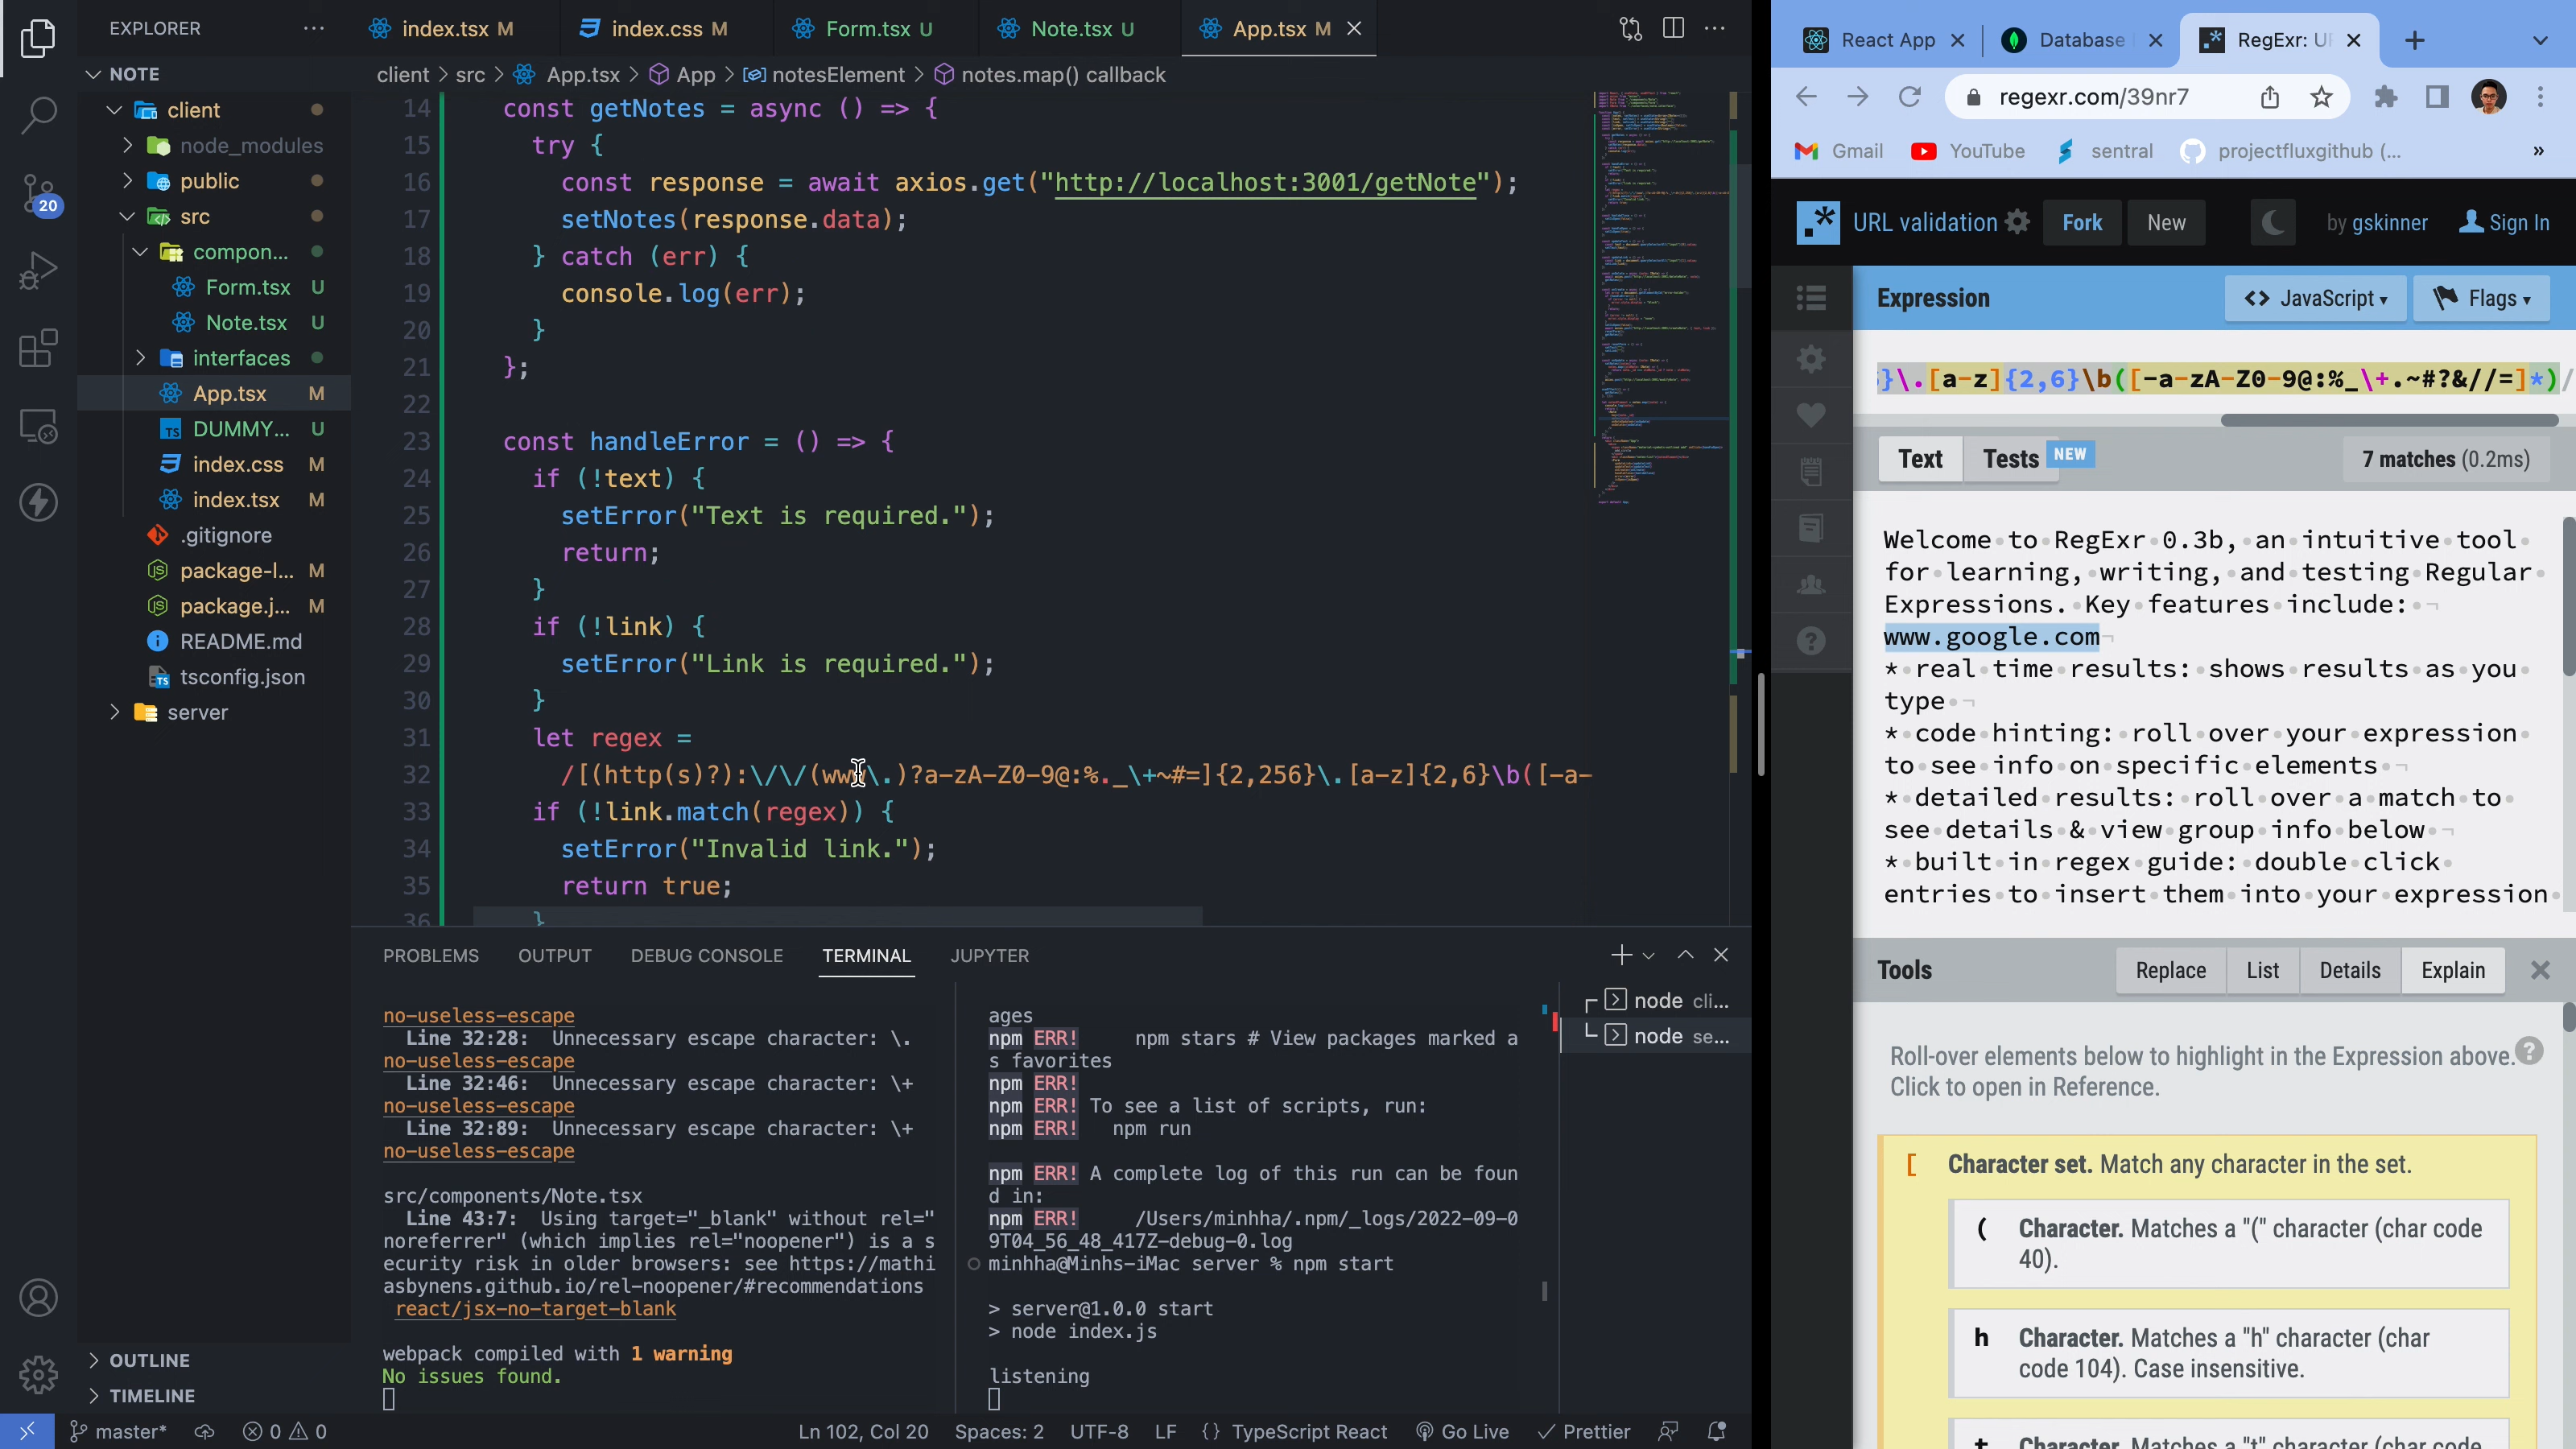 EXPLORER
NOTE
client
node_modules
public
src
compon...
Form.tsx U
Note.tsx U
interfaces
App.tsx M
DUMMY... U
index.css M
index.tsx M
.gitignore
package-l... M
package.j... M
README.md
tsconfig.json
server
OUTLINE
TIMELINE
20
index.tsx M
index.css M
Form.tsx U
Note.tsx U
App.tsx M
client > src > App.tsx > App > notesElement > notes.map() callback
14 const getNotes = async () => {
15 try {
16 const response = await axios.get("http://localhost:3001/getNote");
17 setNotes(response.data);
18 } catch (err) {
19 console.log(err);
20 }
21 };
22
23 const handleError = () => {
24 if (!text) {
25 setError("Text is required.");
26 return;
27 }
28 if (!link) {
29 setError("Link is required.");
30 }
31 let regex =
32 /[(http(s)?):\/\/(www\.)?a-zA-Z0-9@:%._\+~#=]{2,256}\.[a-z]{2,6}\b([-a-
33 if (!link.match(regex)) {
34 setError("Invalid link.");
35 return true;
36 }
PROBLEMS OUTPUT DEBUG CONSOLE TERMINAL JUPYTER
no-useless-escape
Line 32:28: Unnecessary escape character: \.
no-useless-escape
Line 32:46: Unnecessary escape character: \+
no-useless-escape
Line 32:89: Unnecessary escape character: \+
no-useless-escape
src/components/Note.tsx
Line 43:7: Using target="_blank" without rel="
noreferrer" (which implies rel="noopener") is a s
ecurity risk in older browsers: see https://mathi
asbynens.github.io/rel-noopener/#recommendations
react/jsx-no-target-blank
webpack compiled with 1 warning
No issues found.
ages
npm ERR! npm stars # View packages marked a
s favorites
npm ERR!
npm ERR! To see a list of scripts, run:
npm ERR! npm run
npm ERR! A complete log of this run can be foun
d in:
npm ERR! /Users/minhha/.npm/_logs/2022-09-0
9T04_56_48_417Z-debug-0.log
minhha@Minhs-iMac server % npm start
> server@1.0.0 start
> node index.js
listening
node cli...
node se...
master* 0 0 Ln 102, Col 20 Spaces: 2 UTF-8 LF {} TypeScript React Go Live Prettier
React App
Database
RegExr: U
regexr.com/39nr7
Gmail YouTube sentral projectfluxgithub (... »
URL validation Fork New by gskinner Sign In
Expression <> JavaScript Flags
}\.[a-z]{2,6}\b([-a-zA-Z0-9@:%_\+.~#?&//=]*)/
Text Tests NEW 7 matches (0.2ms)
Welcome to RegExr 0.3b, an intuitive tool
for learning, writing, and testing Regular
Expressions. Key features include:
www.google.com
* real time results: shows results as you
type
* code hinting: roll over your expression
to see info on specific elements
* detailed results: roll over a match to
see details & view group info below
* built in regex guide: double click
entries to insert them into your expression
Tools Replace List Details Explain
Roll-over elements below to highlight in the Expression above.
Click to open in Reference.
[ Character set. Match any character in the set.
( Character. Matches a "(" character (char code
40).
h Character. Matches a "h" character (char
code 104). Case insensitive.
t Character. Matches a "t" character (char code